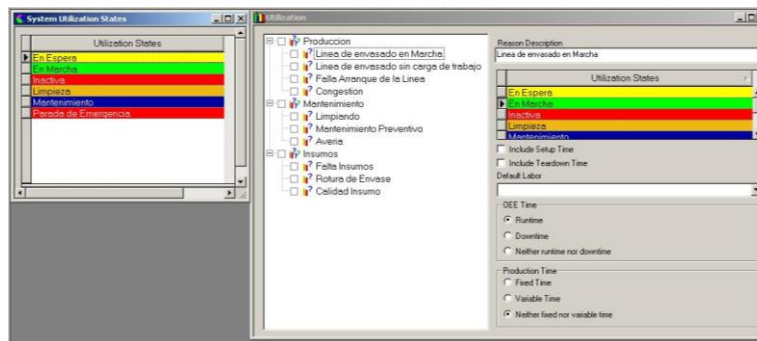 System Utilization States
Utilization States
En Espera
En Marcha
Inactiva
Limpieza
Mantenimiento
Parada de Emergencia
Utilization
Produccion
Linea de envasado en Marcha
Linea de envasado sin carga de trabajo
Falla Arranque de la Linea
Congestion
Mantenimiento
Limpiando
Mantenimiento Preventivo
Averia
Insumos
Falta Insumos
Rotura de Envase
Calidad Insumo
Reason Description
Linea de envasado en Marcha
Utilization States
En Espera
En Marcha
Inactiva
Limpieza
Mantenimiento
Include Setup Time
Include Teardown Time
Default Labor
OEE Time
Runtime
Downtime
Neither runtime nor downtime
Production Time
Fixed Time
Variable Time
Neither fixed nor variable time